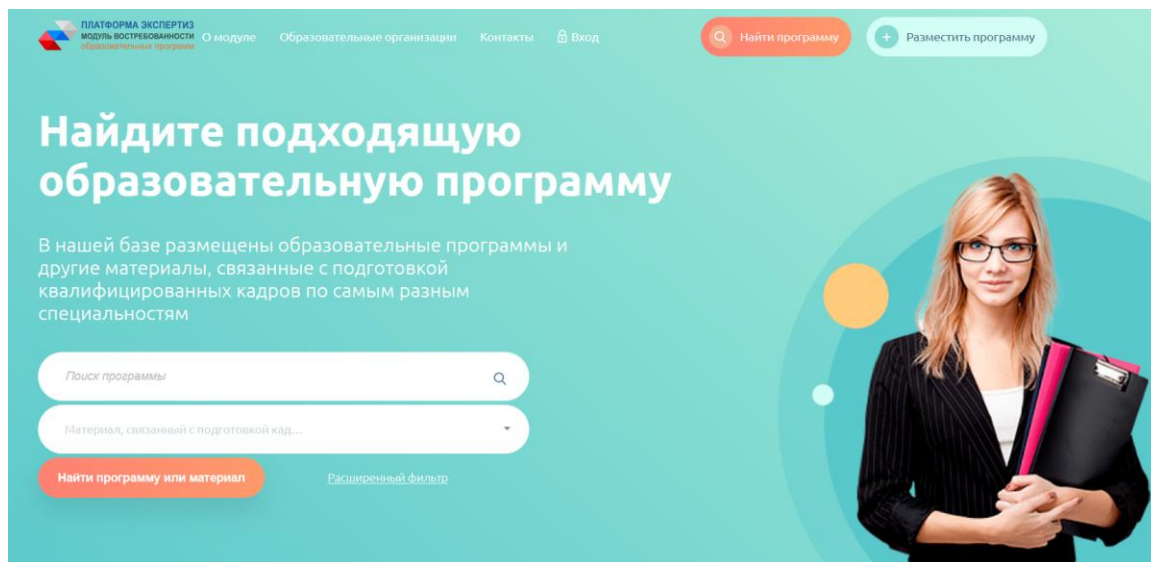 ПЛАТФОРМА ЭКСПЕРТИЗ
МОДУЛЬ ВОСТРЕБОВАННОСТИ
образовательных программ
О модуле Образовательные организации Контакты Вход
Найти программу
Разместить программу
Найдите подходящую
образовательную программу
В нашей базе размещены образовательные программы и
другие материалы, связанные с подготовкой
квалифицированных кадров по самым разным
специальностям
Поиск программы
Материал, связанный с подготовкой кад...
Найти программу или материал
Расширенный фильтр